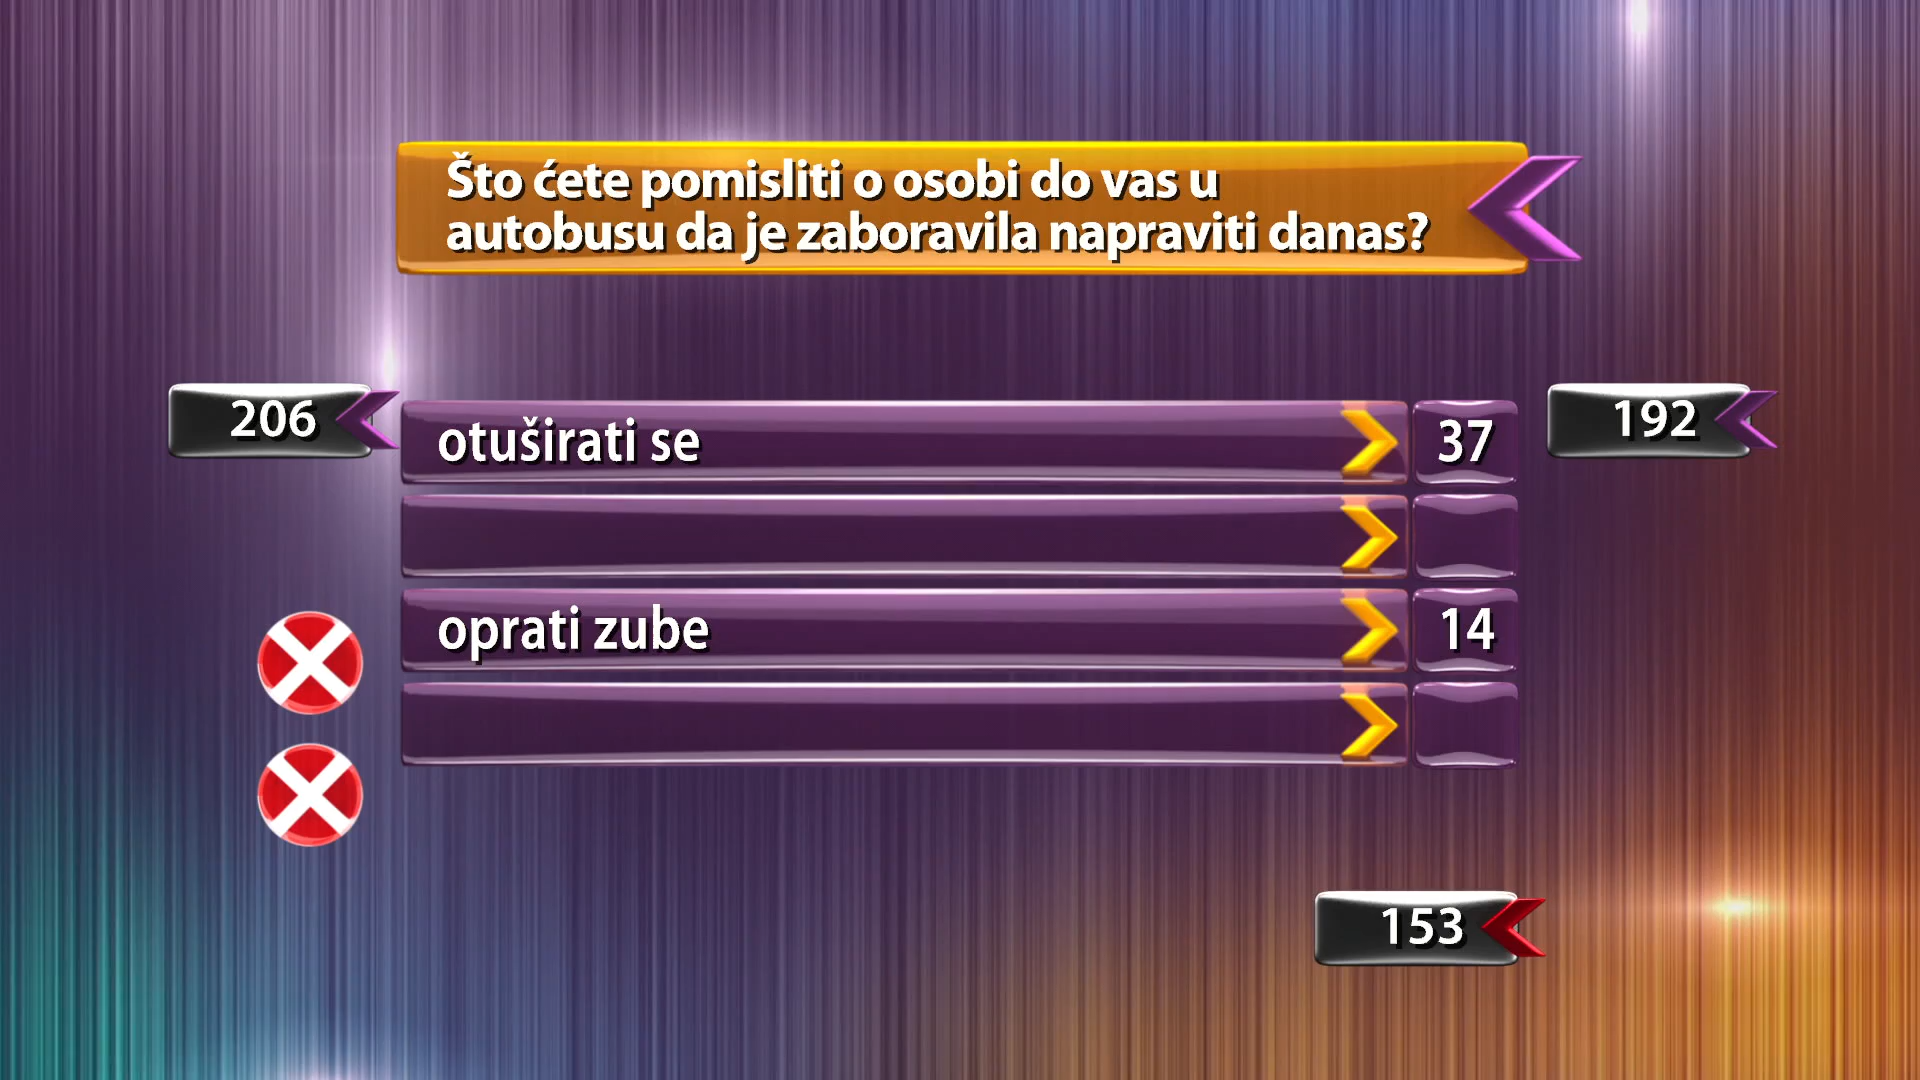 Što ćete pomisliti o osobi do vas u
autobusu da je zaboravila napraviti danas?
206
otuširati se 37
192
oprati zube 14
153